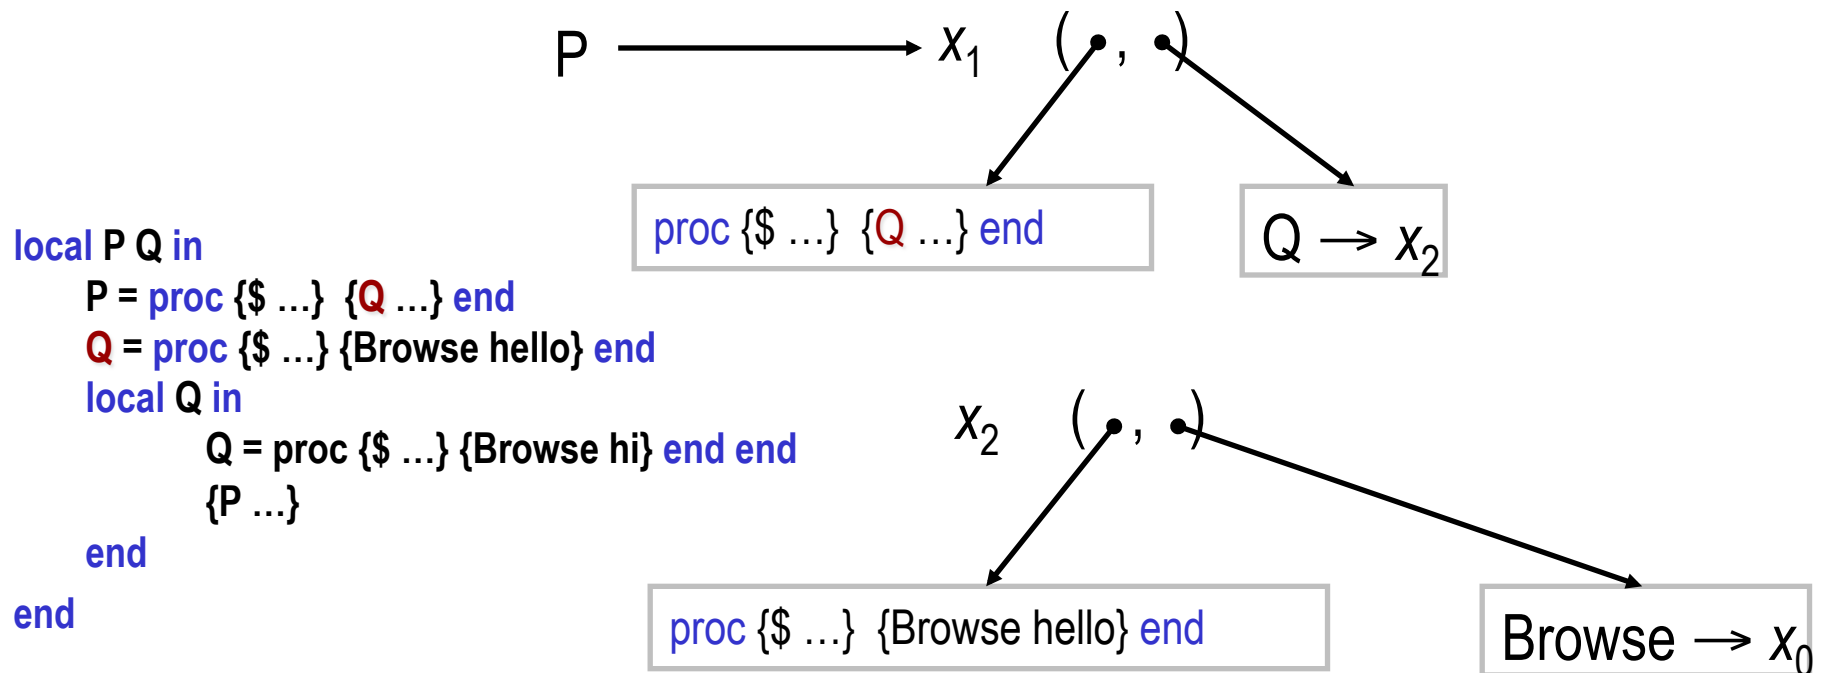 P x₁ ( , )
proc {$ …} {Q …} end
Q → x₂
local P Q in
P = proc {$ …} {Q …} end
Q = proc {$ …} {Browse hello} end
local Q in
Q = proc {$ …} {Browse hi} end end
{P …}
end
end
x₂ ( , )
proc {$ …} {Browse hello} end
Browse → x₀